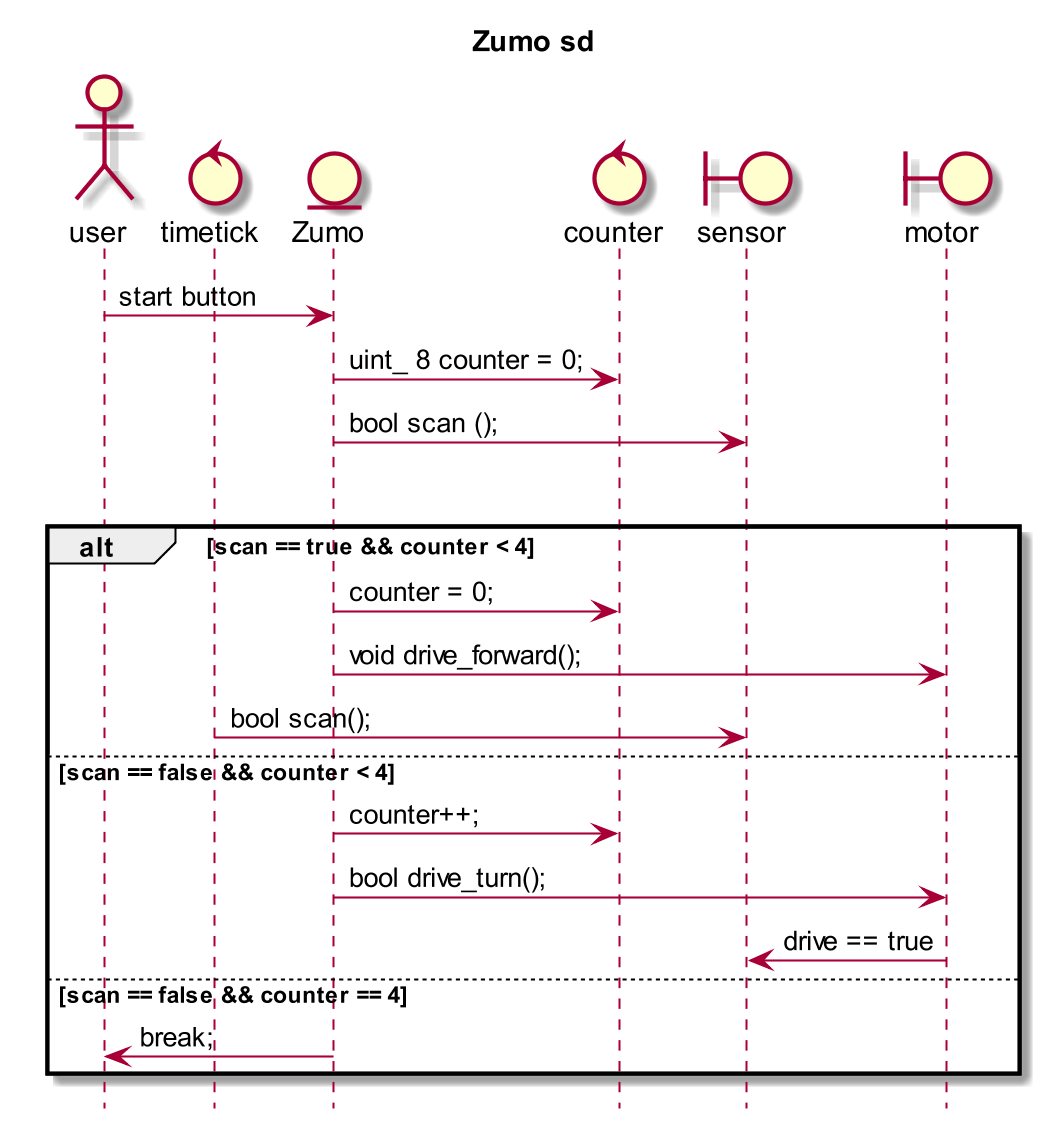 Zumo sd
user timetick Zumo counter sensor motor
start button
uint_ 8 counter = 0;
bool scan ();
alt [scan == true && counter < 4]
counter = 0;
void drive_forward();
bool scan();
[scan == false && counter < 4]
counter++;
bool drive_turn();
drive == true
[scan == false && counter == 4]
break;